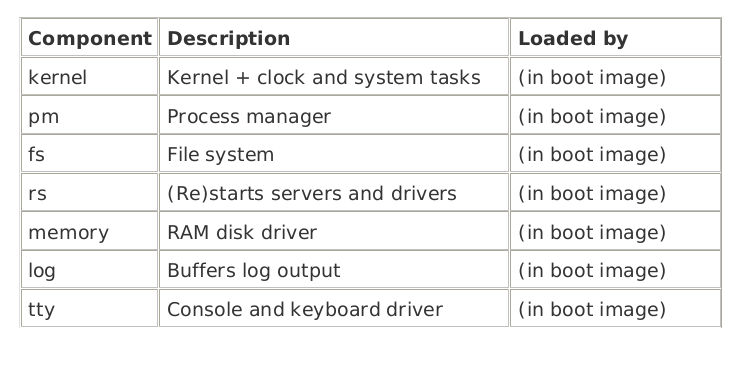 Component Description Loaded by
kernel Kernel + clock and system tasks (in boot image)
pm Process manager (in boot image)
fs File system (in boot image)
rs (Re)starts servers and drivers (in boot image)
memory RAM disk driver (in boot image)
log Buffers log output (in boot image)
tty Console and keyboard driver (in boot image)